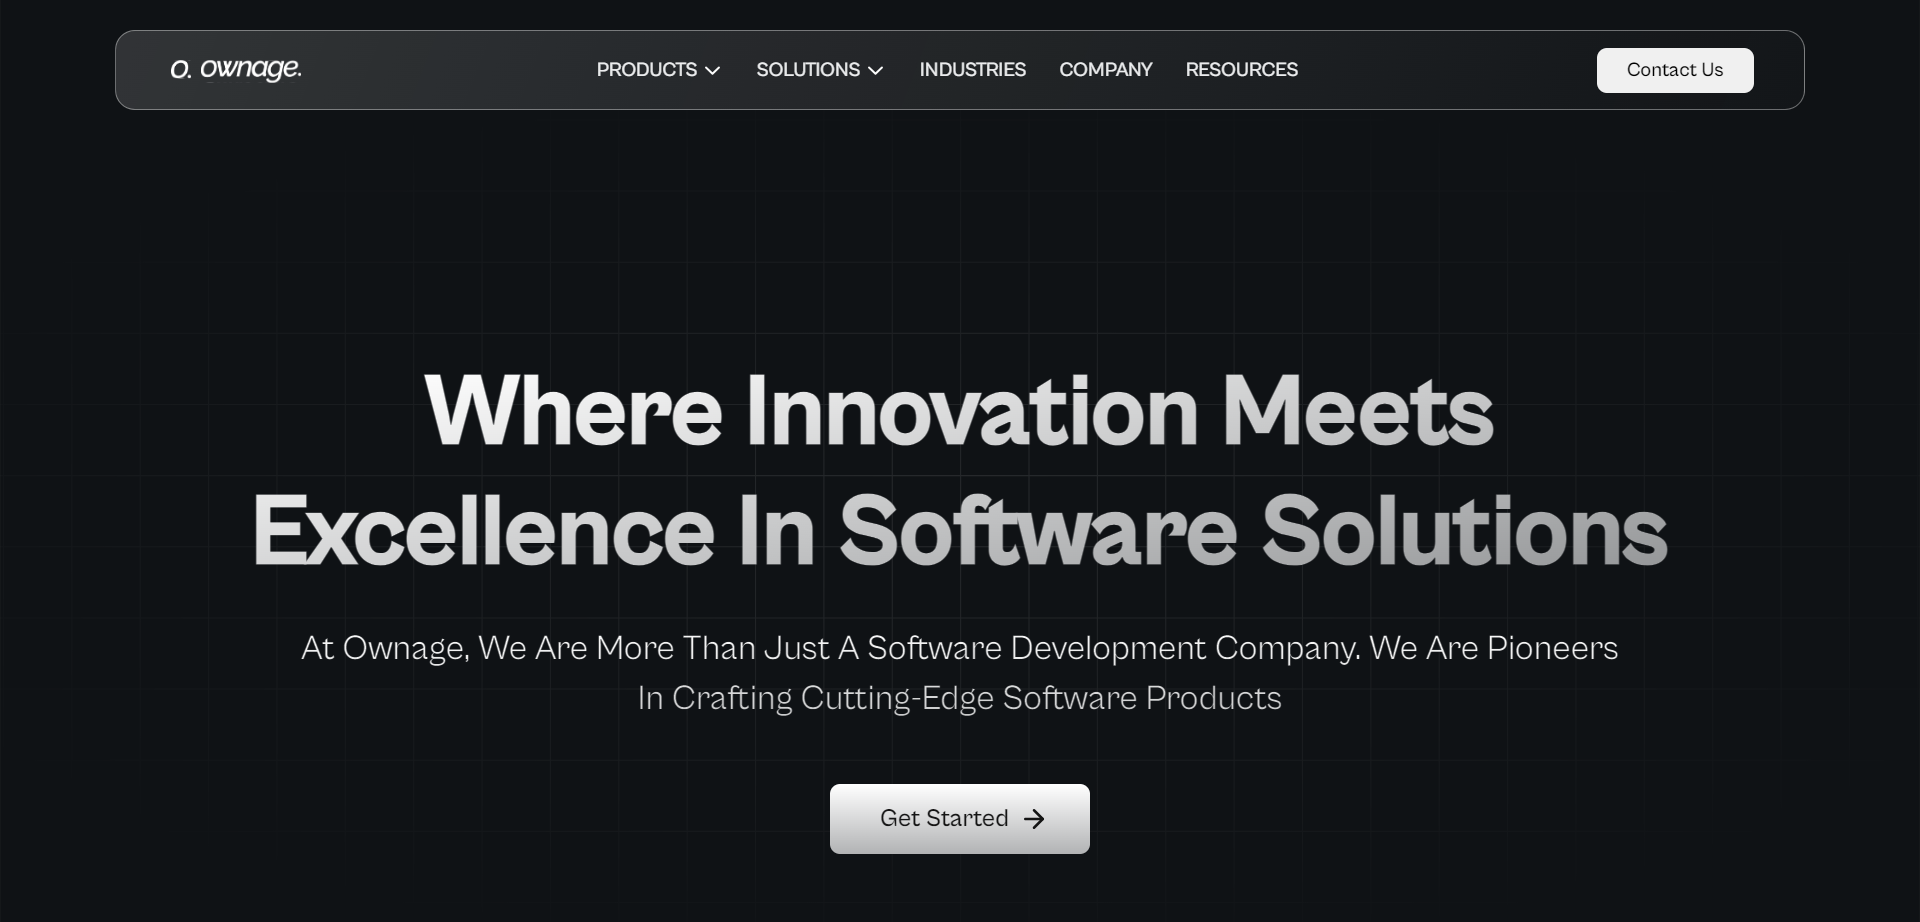 O. ownage.
PRODUCTS SOLUTIONS INDUSTRIES COMPANY RESOURCES
Contact Us
Where Innovation Meets
Excellence In Software Solutions
At Ownage, We Are More Than Just A Software Development Company. We Are Pioneers
In Crafting Cutting-Edge Software Products
Get Started